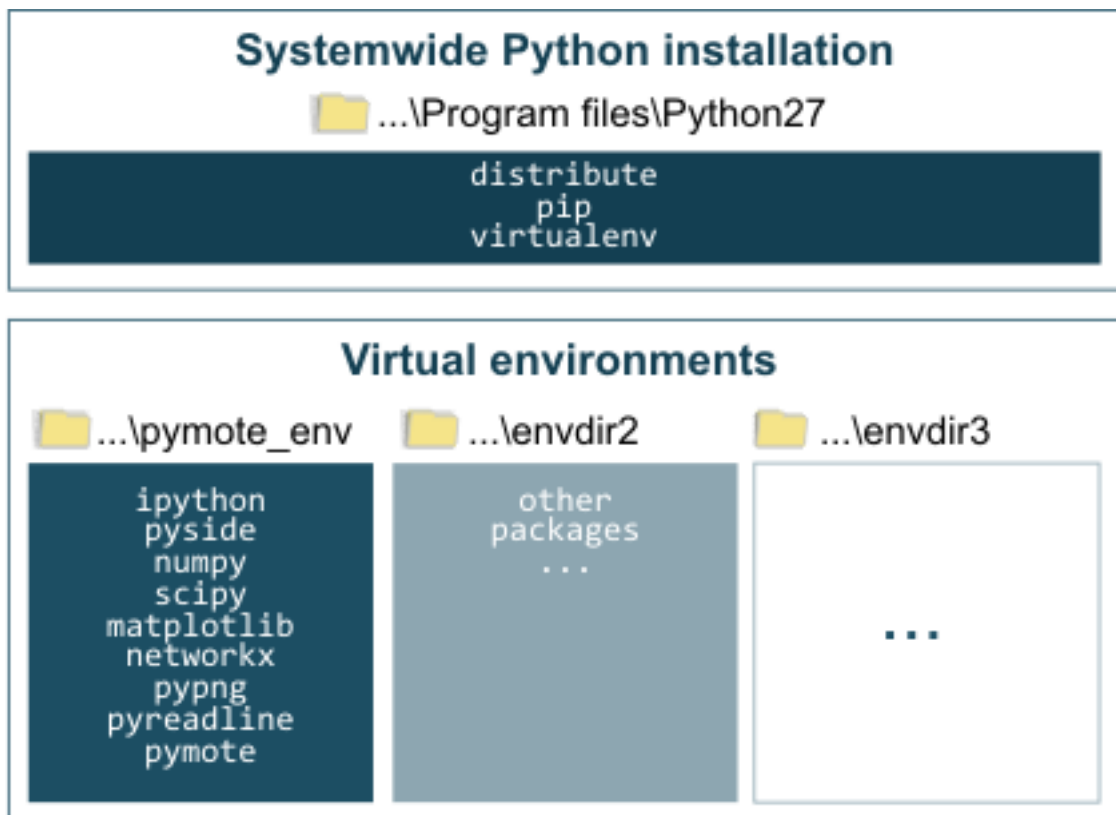 Systemwide Python installation
...\Program files\Python27
distribute
pip
virtualenv
Virtual environments
...\pymote_env
ipython
pyside
numpy
scipy
matplotlib
networkx
pypng
pyreadline
pymote
...\envdir2
other
packages
...
...\envdir3
...